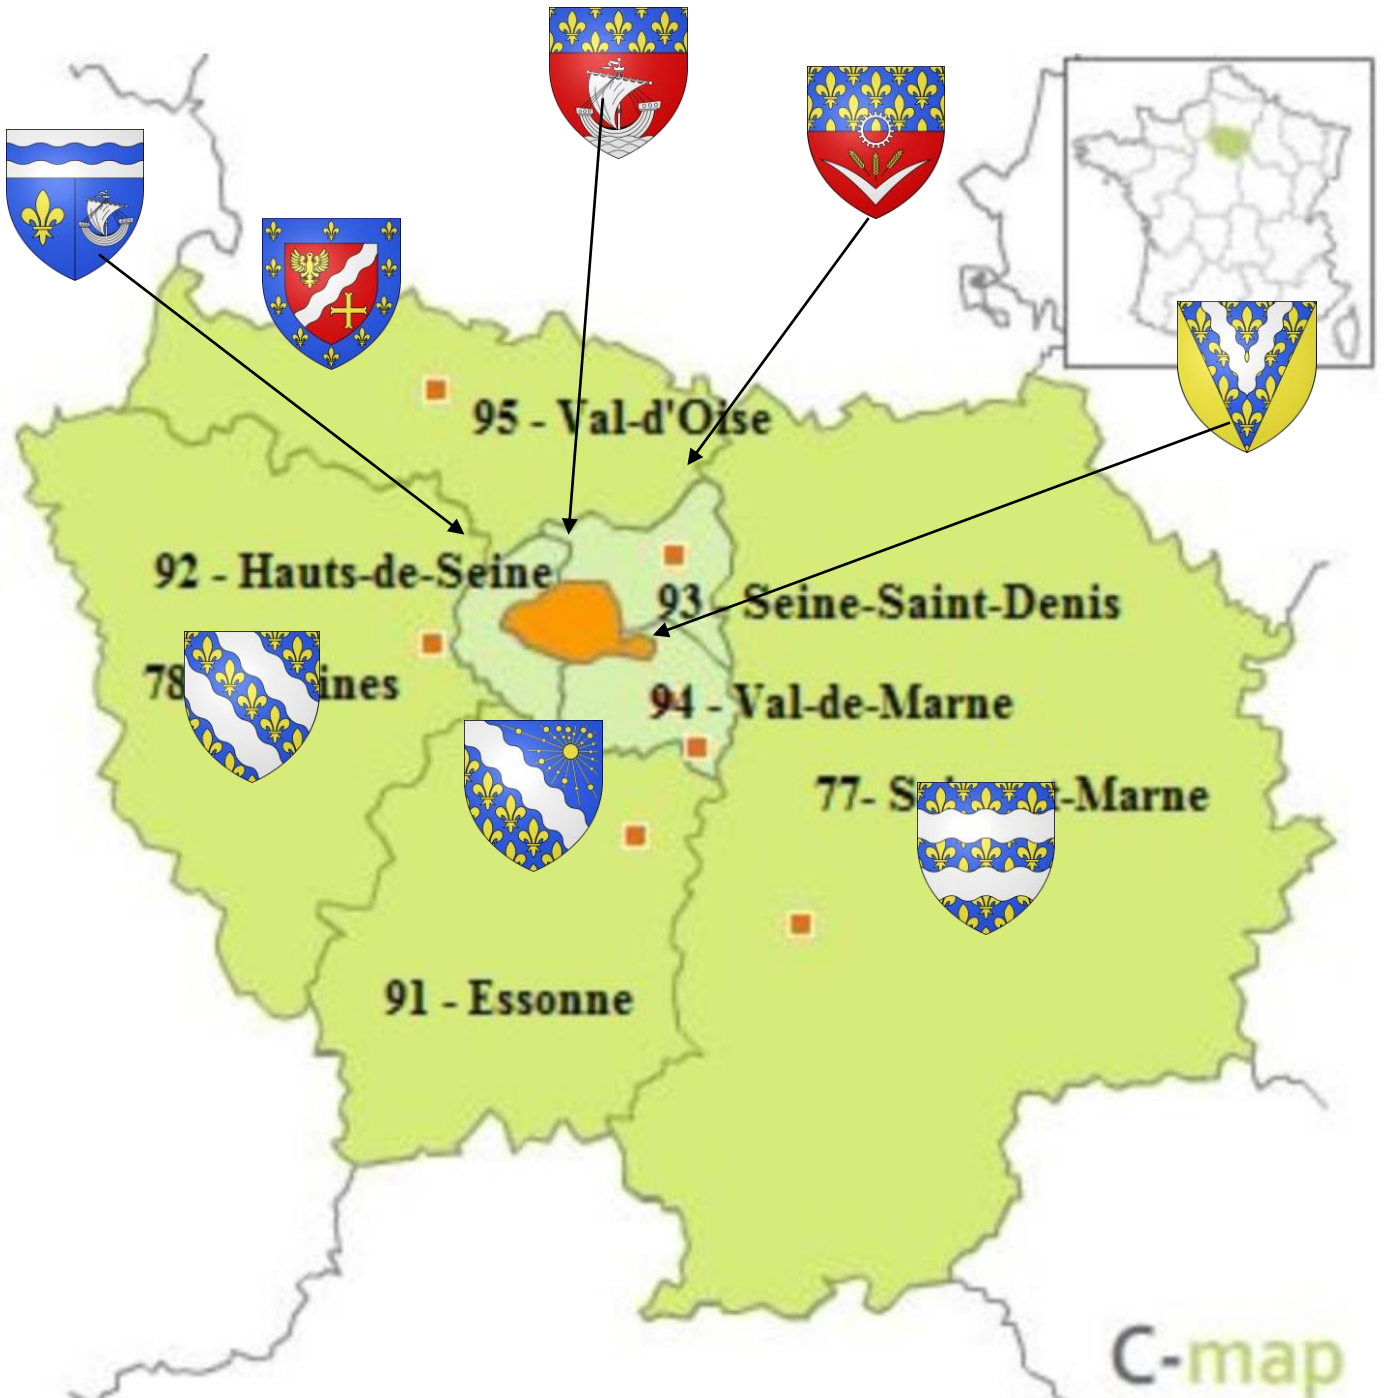 95 - Val-d'Oise
92 - Hauts-de-Seine
93 Seine-Saint-Denis
78 ines
94 - Val-de-Marne
77- S t-Marne
91 - Essonne
C-map